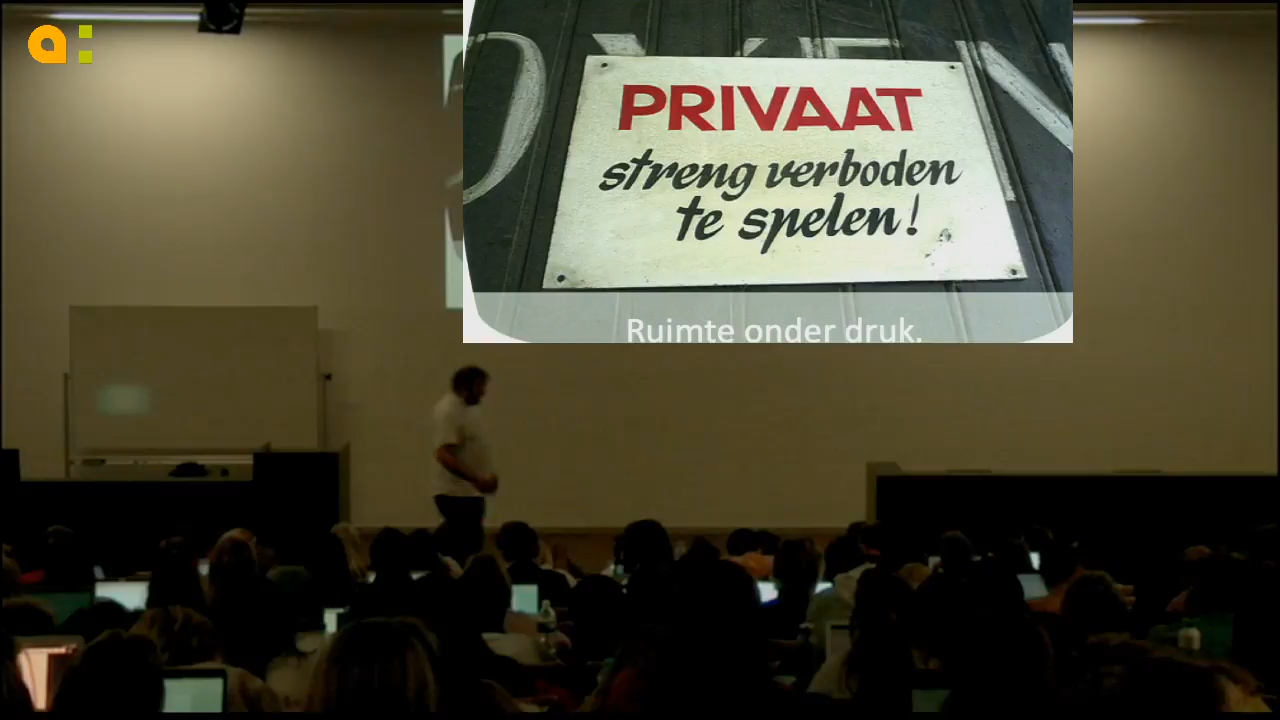 a:
PRIVAAT
streng verboden
te spelen!
Ruimte onder druk.